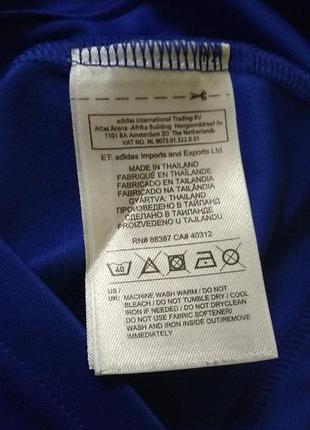 adidas International Trading BV
Atlas Arena -Afrika Building Hoogoorddreef 9a
1101 BA Amsterdam ZO The Netherlands
VAT NO. NL 8073.01.322.B.01
ET: adidas Imports and Exports Ltd
MADE IN THAILAND
FABRIQUÉ EN THAÏLANDE.
FABRICADO EN TAILANDIA
FABRICADO NA TAILÂNDIA
GYÁRTVA: THAIFÖLD
ПРОИЗВЕДЕНО В ТАЙЛАНД
СДЕЛАНО В ТАИЛАНДЕ
PROIZVEDENO U TAJLANDU
RN# 88387 CA# 40312
40
US /
UK: MACHINE WASH WARM / DO NOT
BLEACH / DO NOT TUMBLE DRY / COOL
IRON IF NEEDED / DO NOT DRYCLEAN
DO NOT USE FABRIC SOFTENER/
WASH AND IRON INSIDE OUT/REMOVE
IMMEDIATELY